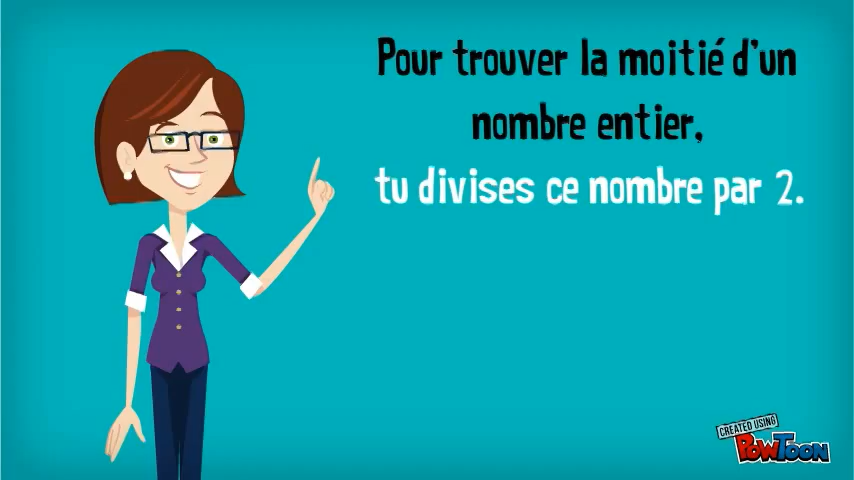 Pour trouver la moitié d'un
nombre entier,
tu divises ce nombre par 2.
CREATED USING
POWTOON